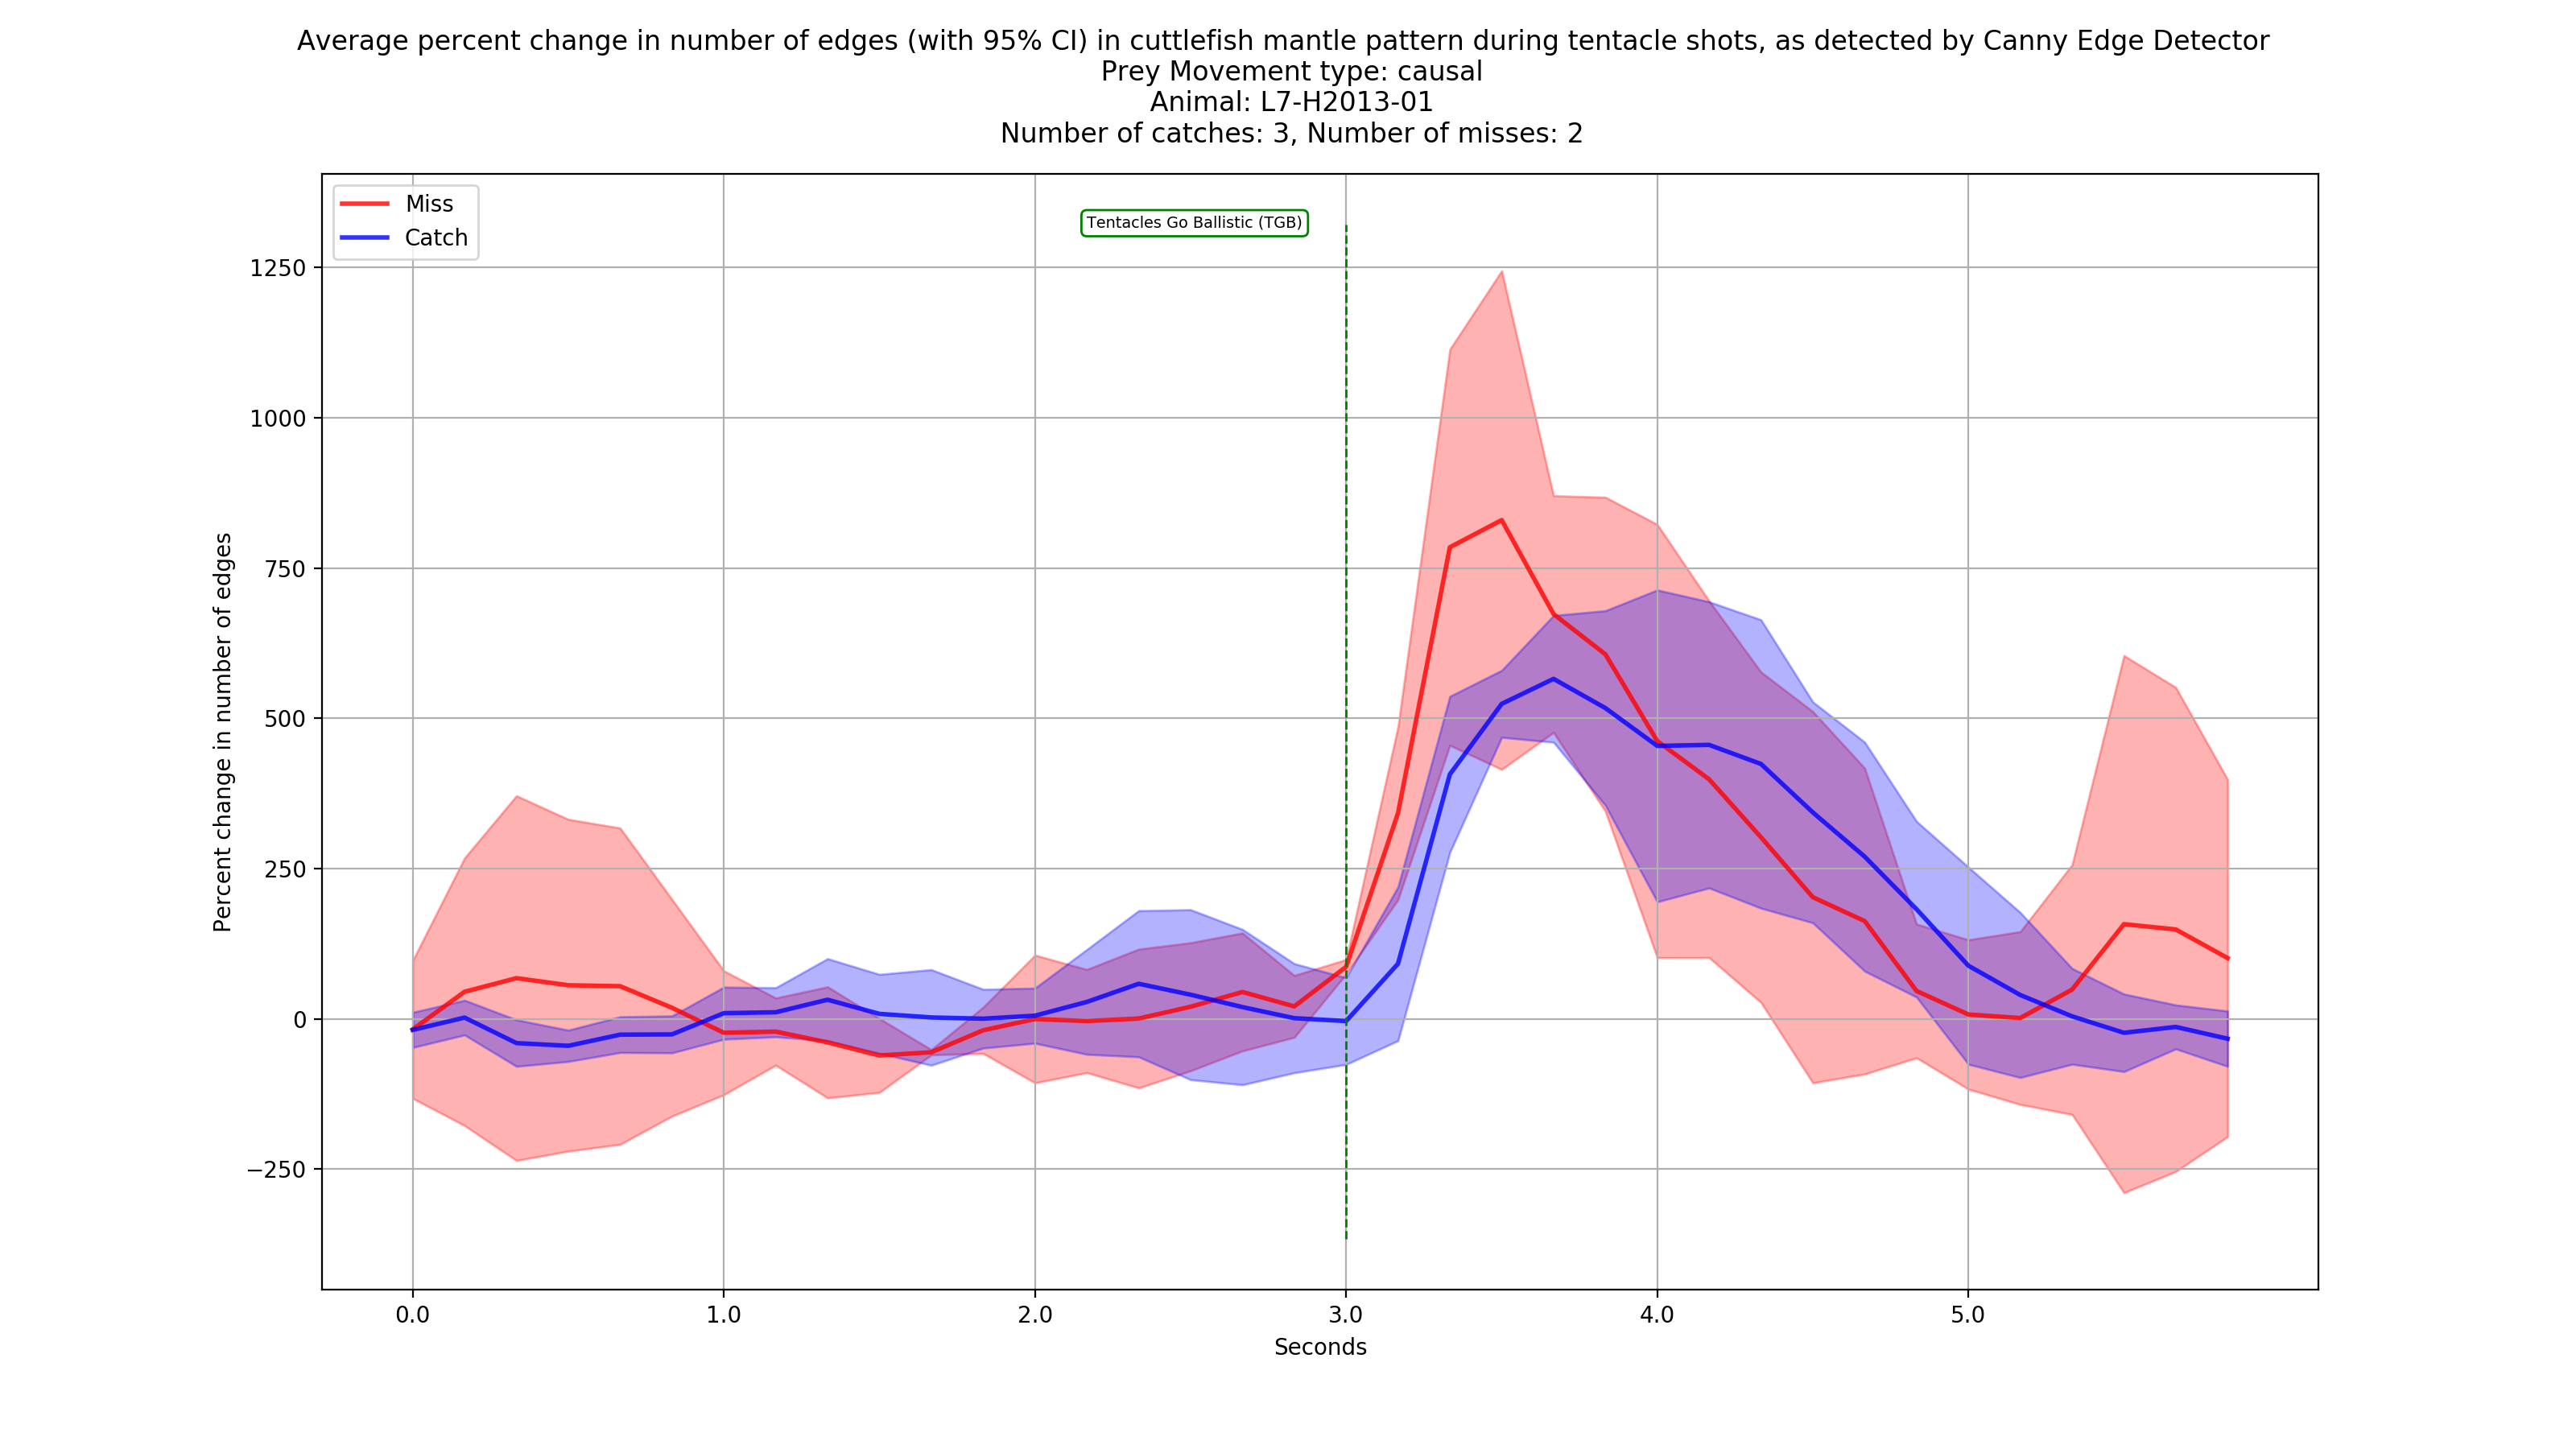 Average percent change in number of edges (with 95% CI) in cuttlefish mantle pattern during tentacle shots, as detected by Canny Edge Detector
Prey Movement type: causal
Animal: L7-H2013-01
Number of catches: 3, Number of misses: 2
Miss
Catch
Tentacles Go Ballistic (TGB)
1250
1000
750
500
250
0
−250
Percent change in number of edges
0.0 1.0 2.0 3.0 4.0 5.0
Seconds